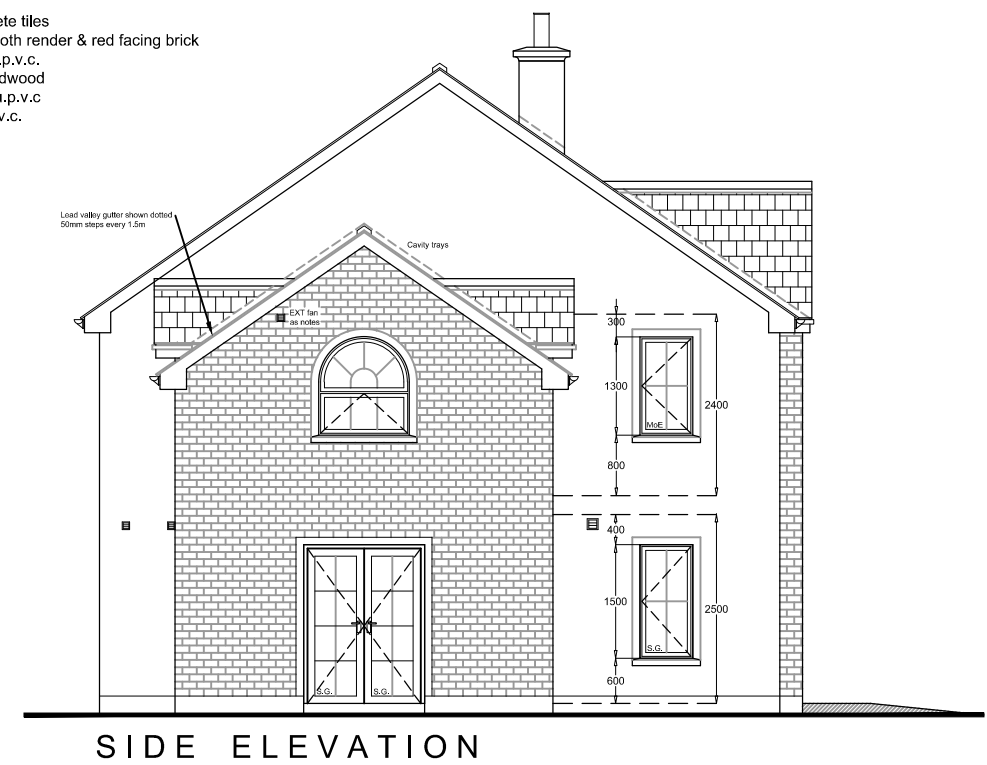 ete tiles
oth render & red facing brick
.p.v.c.
dwood
u.p.v.c
v.c.
Lead valley gutter shown dotted
50mm steps every 1.5m
Cavity trays
EXT fan
as notes
300
1300
2400
MoE
800
400
1500
2500
S.G.
S.G.
S.G.
600
SIDE ELEVATION